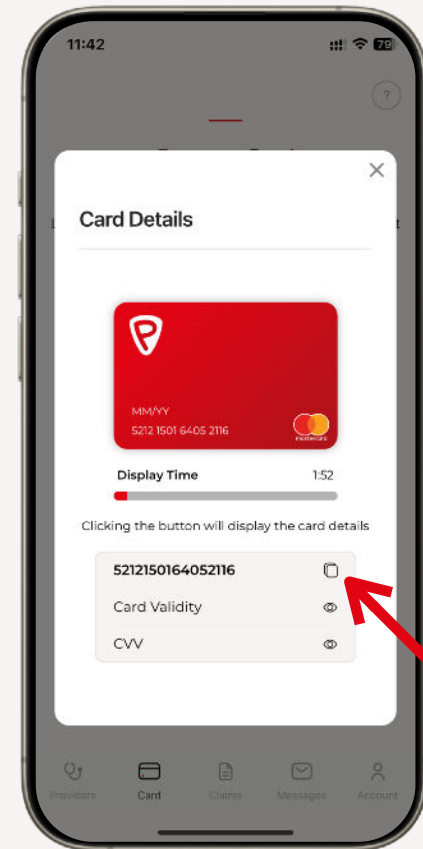 11:42
79
?
Card Details
P
MM/YY
5212 1501 6405 2116
mastercard
Display Time 1:52
Clicking the button will display the card details
5212150164052116
Card Validity
CVV
Providers Card Claims Messages Account